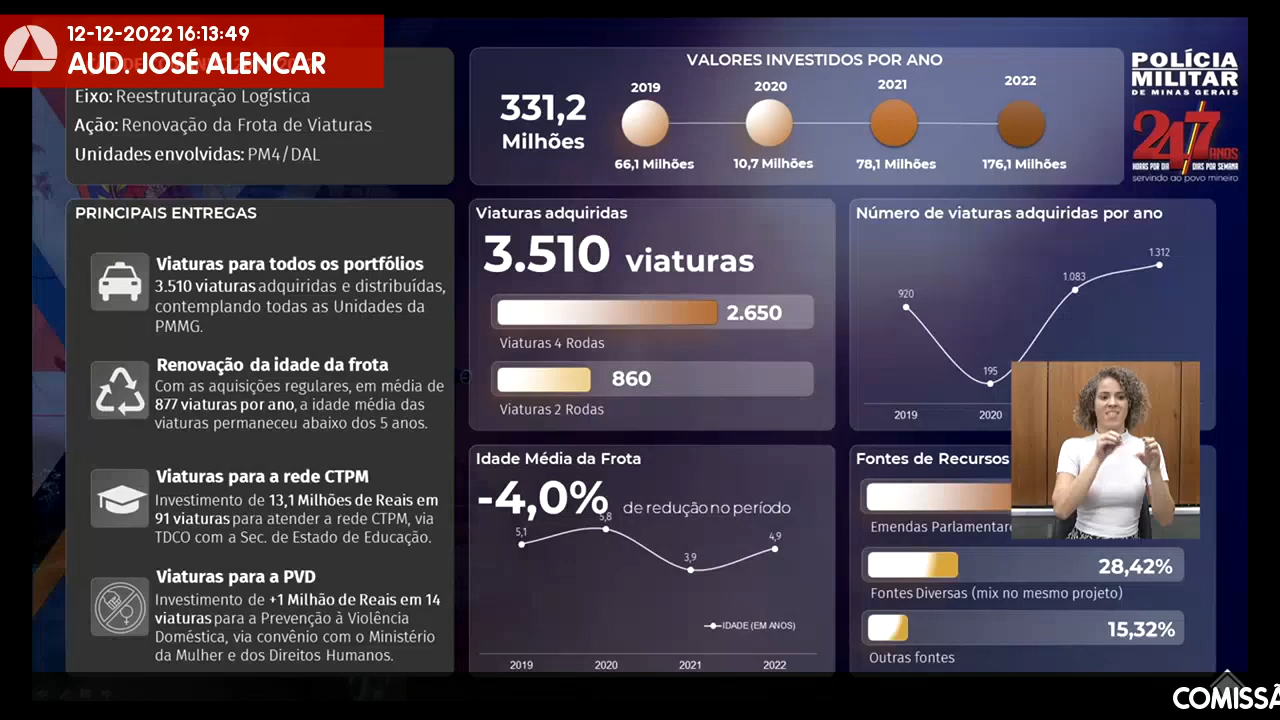 12-12-2022 16:13:49
AUD. JOSÉ ALENCAR
Eixo: Reestruturação Logística
Ação: Renovação da Frota de Viaturas
Unidades envolvidas: PM4/DAL
VALORES INVESTIDOS POR ANO
331,2
Milhões
2019
2020
2021
2022
66,1 Milhões
10,7 Milhões
78,1 Milhões
176,1 Milhões
POLÍCIA
MILITAR
DE MINAS GERAIS
247
ANOS
HORAS POR DIA
DIAS POR SEMANA
servindo ao povo mineiro
PRINCIPAIS ENTREGAS
Viaturas para todos os portfólios
3.510 viaturas adquiridas e distribuídas,
contemplando todas as Unidades da
PMMG.
Renovação da idade da frota
Com as aquisições regulares, em média de
877 viaturas por ano, a idade média das
viaturas permaneceu abaixo dos 5 anos.
Viaturas para a rede CTPM
Investimento de 13,1 Milhões de Reais em
91 viaturas para atender a rede CTPM, via
TDCO com a Sec. de Estado de Educação.
Viaturas para a PVD
Investimento de +1 Milhão de Reais em 14
viaturas para a Prevenção à Violência
Doméstica, via convênio com o Ministério
da Mulher e dos Direitos Humanos.
Viaturas adquiridas
3.510 viaturas
2.650
Viaturas 4 Rodas
860
Viaturas 2 Rodas
Número de viaturas adquiridas por ano
920
195
1.083
1.312
2019
2020
Idade Média da Frota
-4,0% de redução no período
5,1
5,8
3,9
4,9
IDADE (EM ANOS)
2019
2020
2021
2022
Fontes de Recursos
Emendas Parlamentare
28,42%
Fontes Diversas (mix no mesmo projeto)
15,32%
Outras fontes
COMISSÃ